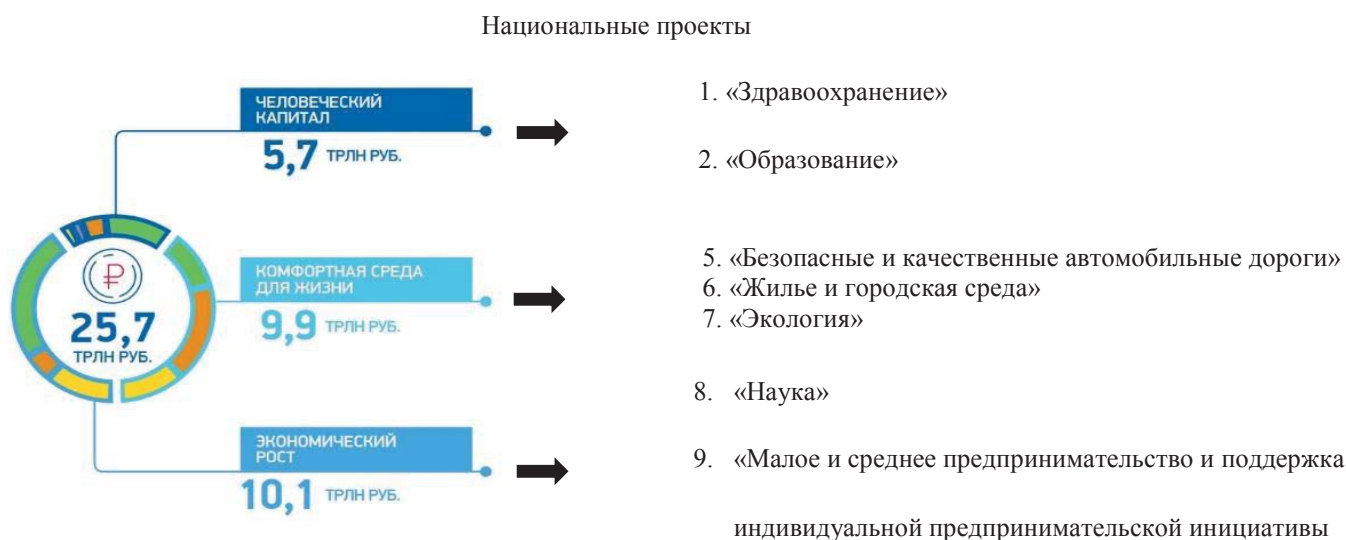 Национальные проекты
ЧЕЛОВЕЧЕСКИЙ
КАПИТАЛ
5,7 ТРЛН РУБ.
1. «Здравоохранение»
2. «Образование»
25,7
ТРЛН РУБ.
КОМФОРТНАЯ СРЕДА
ДЛЯ ЖИЗНИ
9,9 ТРЛН РУБ.
5. «Безопасные и качественные автомобильные дороги»
6. «Жилье и городская среда»
7. «Экология»
ЭКОНОМИЧЕСКИЙ
РОСТ
10,1 ТРЛН РУБ.
8. «Наука»
9. «Малое и среднее предпринимательство и поддержка
индивидуальной предпринимательской инициативы